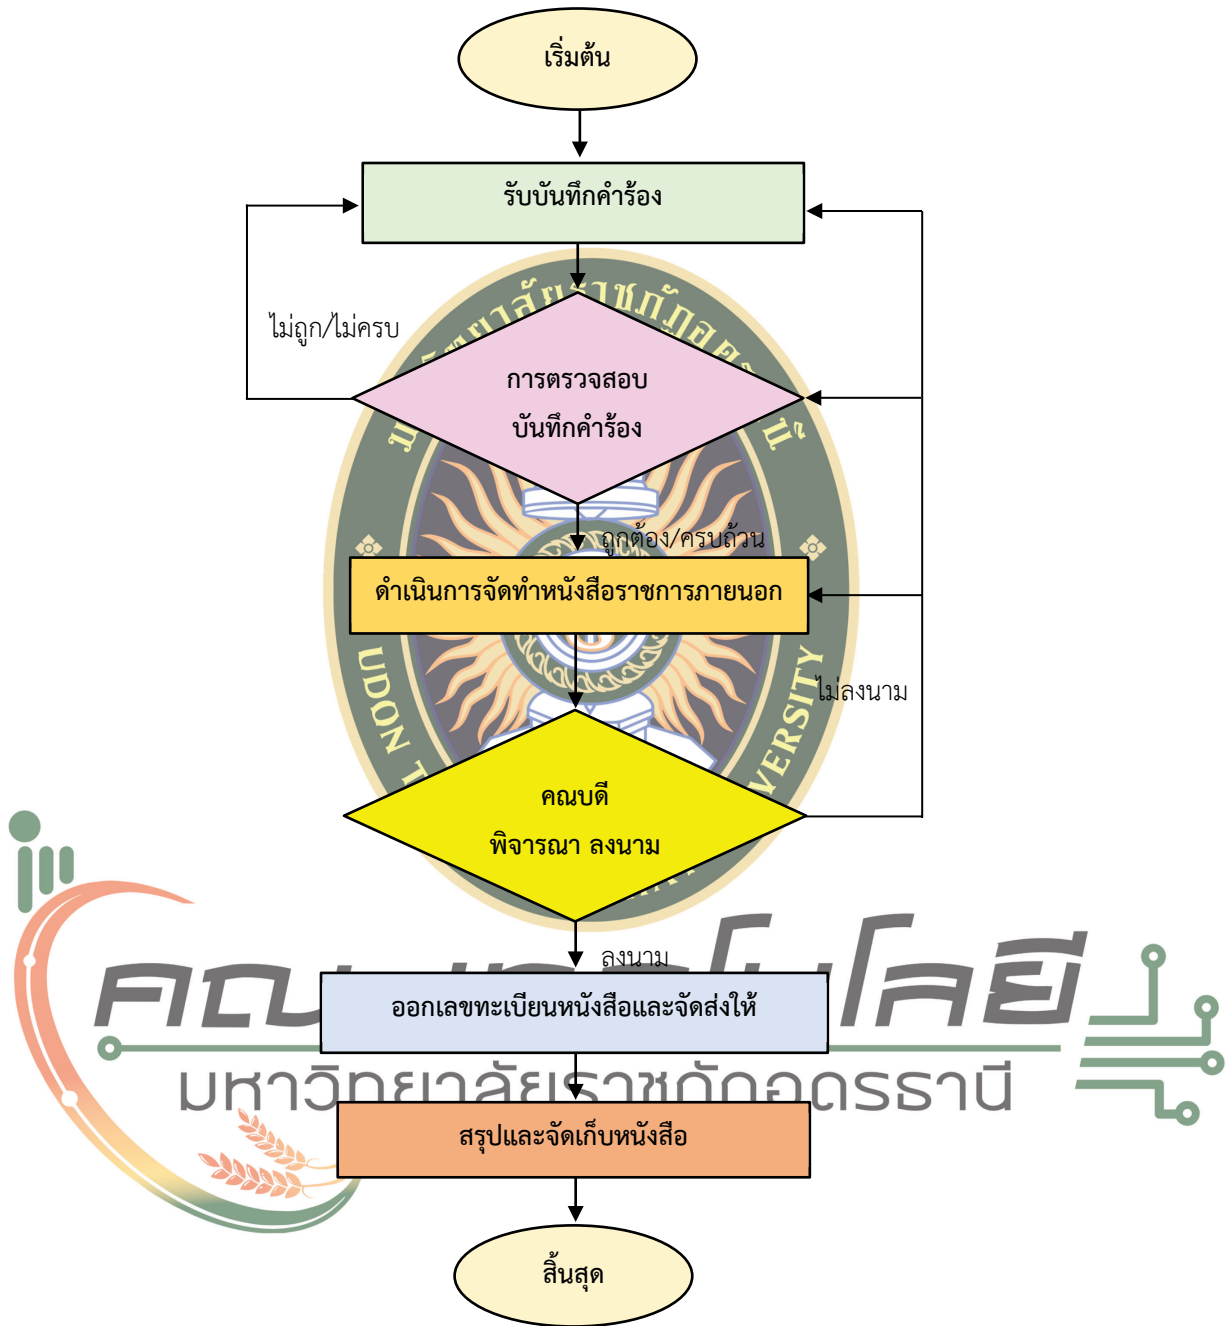 เริ่มต้น
รับบันทึกคำร้อง
ไม่ถูก/ไม่ครบ
การตรวจสอบ
บันทึกคำร้อง
ถูกต้อง/ครบถ้วน
ดำเนินการจัดทำหนังสือราชการภายนอก
UDON
VERSITY
ไม่ลงนาม
คณบดี
พิจารณา ลงนาม
ลงนาม
ออกเลขทะเบียนหนังสือและจัดส่งให้
มหาวิทยาลัยราชภัฏอุดรธานี
สรุปและจัดเก็บหนังสือ
สิ้นสุด